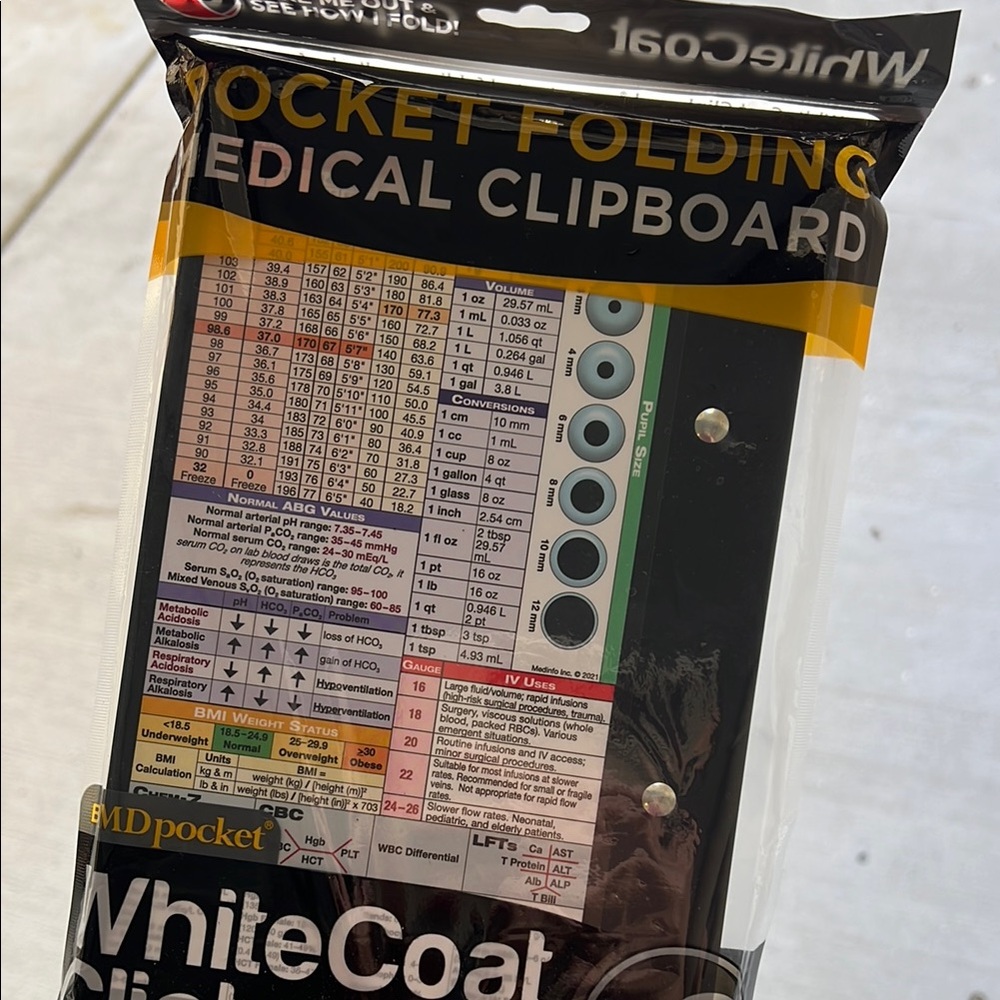 ME OUT &
SEE HOW I FOLD!
WhiteCoat
POCKET FOLDING
MEDICAL CLIPBOARD
103 39.4 157 62 5'2" 190 86.4
102 38.9 160 63 5'3" 180 81.8
101 38.3 163 64 5'4" 170 77.3
100 37.8 165 65 5'5" 160 72.7
99 37.2 168 66 5'6" 150 68.2
98.6 37.0 170 67 5'7" 140 63.6
98 36.7 173 68 5'8" 130 59.1
97 36.1 175 69 5'9" 120 54.5
96 35.6 178 70 5'10" 110 50.0
95 35.0 180 71 5'11" 100 45.5
94 34.4 183 72 6'0" 90 40.9
93 34 185 73 6'1" 80 36.4
92 33.3 188 74 6'2" 70 31.8
91 32.8 191 75 6'3" 60 27.3
90 32.1 193 76 6'4" 50 22.7
32 Freeze 0 Freeze 196 77 6'5" 40 18.2
VOLUME
1 oz 29.57 mL
1 mL 0.033 oz
1 L 1.056 qt
1 L 0.264 gal
1 qt 0.946 L
1 gal 3.8 L
CONVERSIONS
1 cm 10 mm
1 cc 1 mL
1 cup 8 oz
1 gallon 4 qt
1 glass 8 oz
1 inch 2.54 cm
1 fl oz 2 tbsp
29.57
mL
1 pt 16 oz
1 lb 16 oz
1 qt 0.946 L
2 pt
1 tbsp 3 tsp
1 tsp 4.93 mL
PUPIL SIZE
mm
4 mm
6 mm
8 mm
10 mm
12 mm
Medinfo Inc. © 2021
NORMAL ABG VALUES
Normal arterial pH range: 7.35–7.45
Normal arterial PaCO2 range: 35–45 mmHg
Normal serum CO2 range: 24–30 mEq/L
serum CO2 on lab blood draws is the total CO2, it
represents the HCO3
Serum SaO2 (O2 saturation) range: 95–100
Mixed Venous SvO2 (O2 saturation) range: 60–85
pH HCO3 PaCO2 Problem
Metabolic Acidosis ↓ ↓ ↓ loss of HCO3
Metabolic Alkalosis ↑ ↑ ↑ gain of HCO3
Respiratory Acidosis ↓ ↑ ↑ Hypoventilation
Respiratory Alkalosis ↑ ↓ ↓ Hyperventilation
BMI WEIGHT STATUS
<18.5 18.5–24.9 25–29.9 ≥30
Underweight Normal Overweight Obese
BMI Calculation Units BMI =
kg & m weight (kg) / [height (m)]²
lb & in weight (lbs) / [height (in)]² x 703
GAUGE IV USES
16 Large fluid/volume; rapid infusions
(high-risk surgical procedures, trauma).
18 Surgery, viscous solutions (whole
blood, packed RBCs). Various
emergent situations.
20 Routine infusions and IV access;
minor surgical procedures.
22 Suitable for most infusions at slower
rates. Recommended for small or fragile
veins. Not appropriate for rapid flow
rates.
24–26 Slower flow rates. Neonatal,
pediatric, and elderly patients.
CHEM-7 CBC
Hgb
HCT
PLT
WBC Differential
LFTs
Ca AST
T Protein ALT
Alb ALP
T Bili
MDpocket®
WhiteCoat